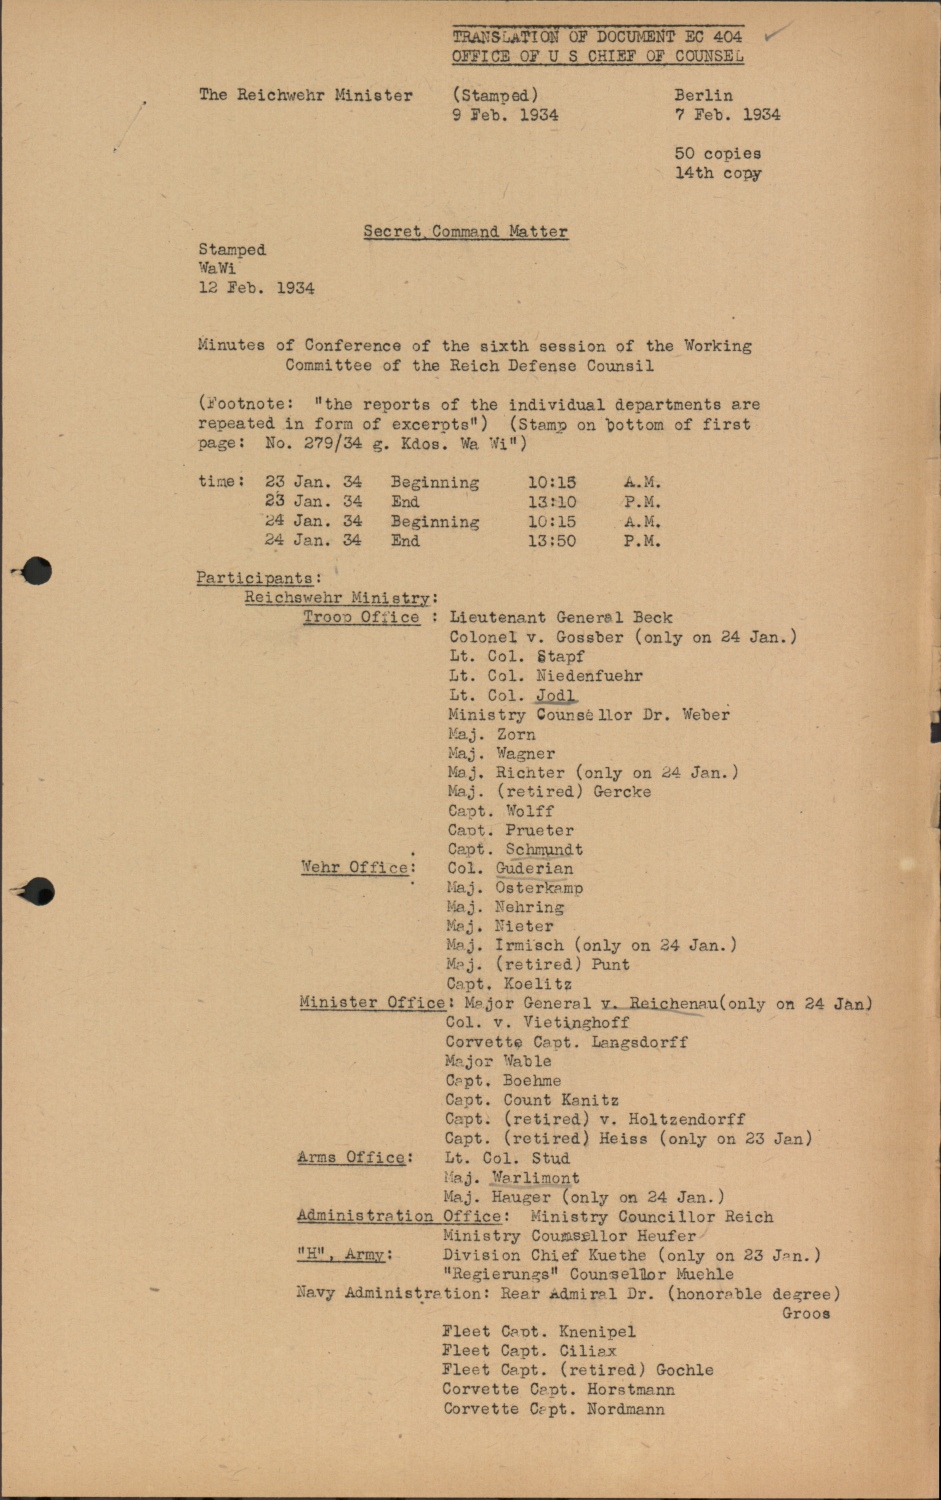 TRANSLATION OF DOCUMENT EC 404
OFFICE OF U S CHIEF OF COUNSEL
The Reichwehr Minister (Stamped) Berlin
9 Feb. 1934 7 Feb. 1934
50 copies
14th copy
Secret Command Matter
Stamped
WaWi
12 Feb. 1934
Minutes of Conference of the sixth session of the Working
Committee of the Reich Defense Counsil
(Footnote: "the reports of the individual departments are
repeated in form of excerpts") (Stamp on bottom of first
page: No. 279/34 g. Kdos. Wa Wi")
time: 23 Jan. 34 Beginning 10:15 A.M.
23 Jan. 34 End 13:10 P.M.
24 Jan. 34 Beginning 10:15 A.M.
24 Jan. 34 End 13:50 P.M.
Participants:
Reichswehr Ministry:
Troop Office : Lieutenant General Beck
Colonel v. Gossber (only on 24 Jan.)
Lt. Col. Stapf
Lt. Col. Niedenfuehr
Lt. Col. Jodl
Ministry Counsellor Dr. Weber
Maj. Zorn
Maj. Wagner
Maj. Richter (only on 24 Jan.)
Maj. (retired) Gercke
Capt. Wolff
Capt. Prueter
Capt. Schmundt
Wehr Office: Col. Guderian
Maj. Osterkamp
Maj. Nehring
Maj. Nieter
Maj. Irmisch (only on 24 Jan.)
Maj. (retired) Punt
Capt. Koelitz
Minister Office: Major General v. Reichenau(only on 24 Jan)
Col. v. Vietinghoff
Corvette Capt. Langsdorff
Major Wable
Capt. Boehme
Capt. Count Kanitz
Capt. (retired) v. Holtzendorff
Capt. (retired) Heiss (only on 23 Jan)
Arms Office: Lt. Col. Stud
Maj. Warlimont
Maj. Hauger (only on 24 Jan.)
Administration Office: Ministry Councillor Reich
Ministry Counsellor Heufer
"H", Army: Division Chief Kuethe (only on 23 Jan.)
"Regierungs" Counsellor Muehle
Navy Administration: Rear Admiral Dr. (honorable degree)
Groos
Fleet Capt. Knenipel
Fleet Capt. Ciliax
Fleet Capt. (retired) Gochle
Corvette Capt. Horstmann
Corvette Capt. Nordmann